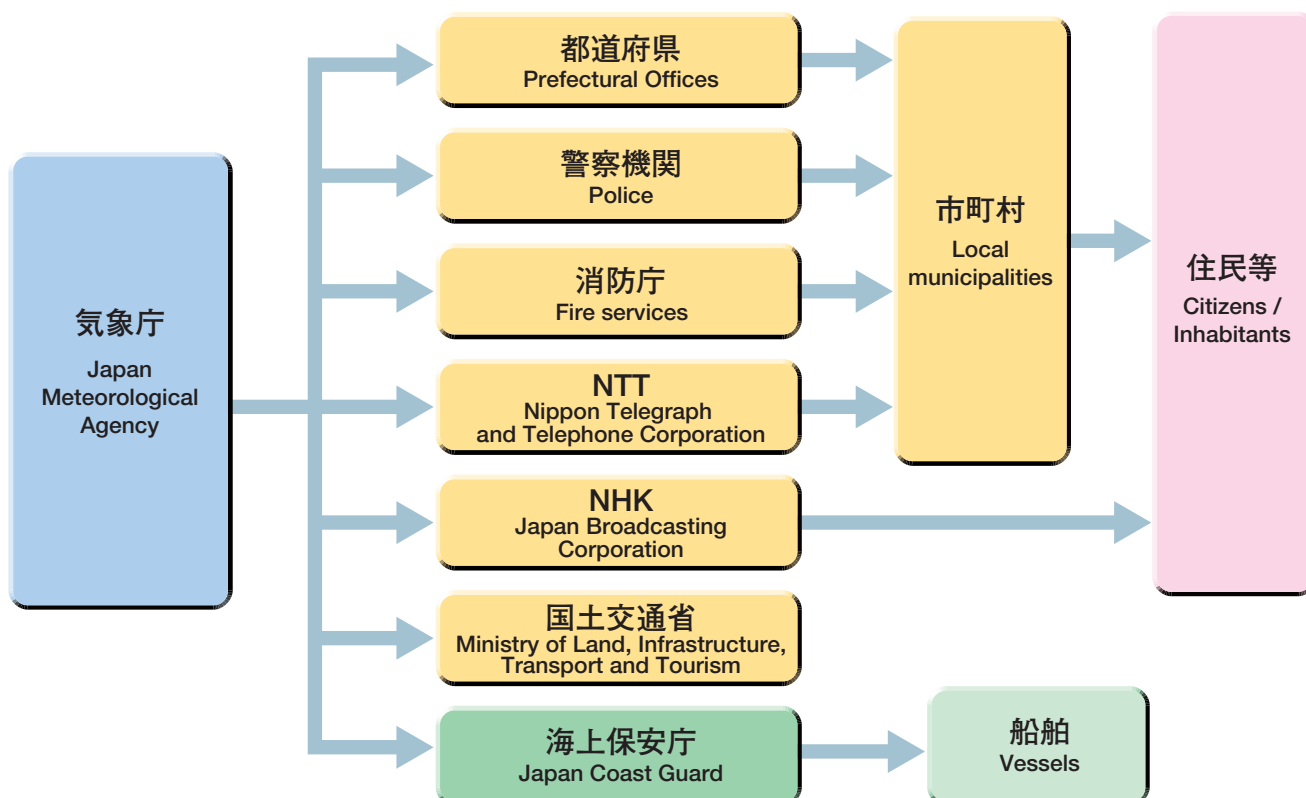 気象庁
Japan
Meteorological
Agency
都道府県
Prefectural Offices
警察機関
Police
消防庁
Fire services
NTT
Nippon Telegraph
and Telephone Corporation
NHK
Japan Broadcasting
Corporation
国土交通省
Ministry of Land, Infrastructure,
Transport and Tourism
海上保安庁
Japan Coast Guard
市町村
Local
municipalities
船舶
Vessels
住民等
Citizens /
Inhabitants